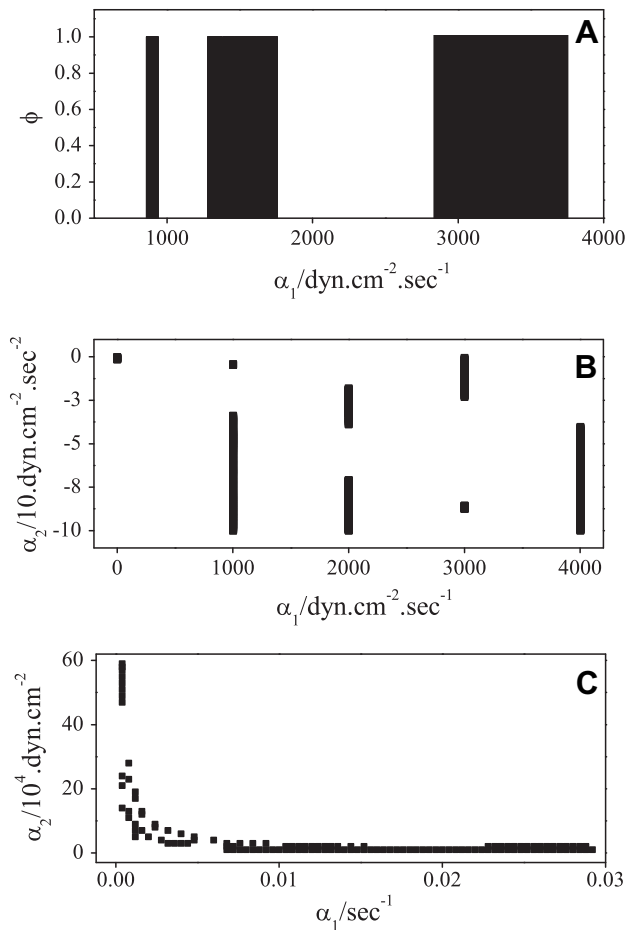 A
1.0
0.8
0.6
0.4
0.2
0.0
ϕ
1000 2000 3000 4000
α₁/dyn.cm⁻².sec⁻¹
B
0
-3
-5
-8
-10
α₂/10.dyn.cm⁻².sec⁻²
0 1000 2000 3000 4000
α₁/dyn.cm⁻².sec⁻¹
C
60
40
20
0
α₂/10⁴.dyn.cm⁻²
0.00 0.01 0.02 0.03
α₁/sec⁻¹